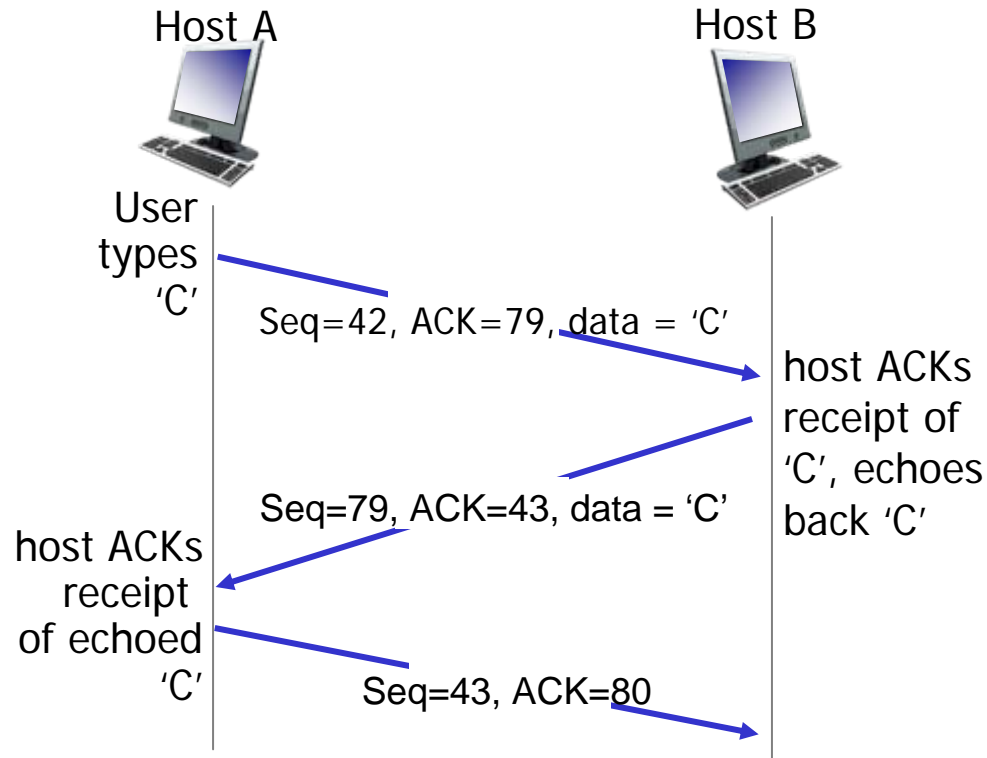 Host A
Host B
User
types
‘C’
Seq=42, ACK=79, data = ‘C’
host ACKs
receipt of
‘C’, echoes
back ‘C’
Seq=79, ACK=43, data = ‘C’
host ACKs
receipt
of echoed
‘C’
Seq=43, ACK=80